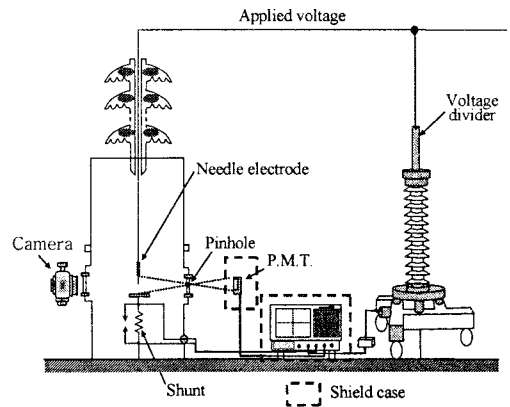 Applied voltage
Voltage
divider
Needle electrode
Pinhole
Camera
P.M.T.
Shunt
Shield case